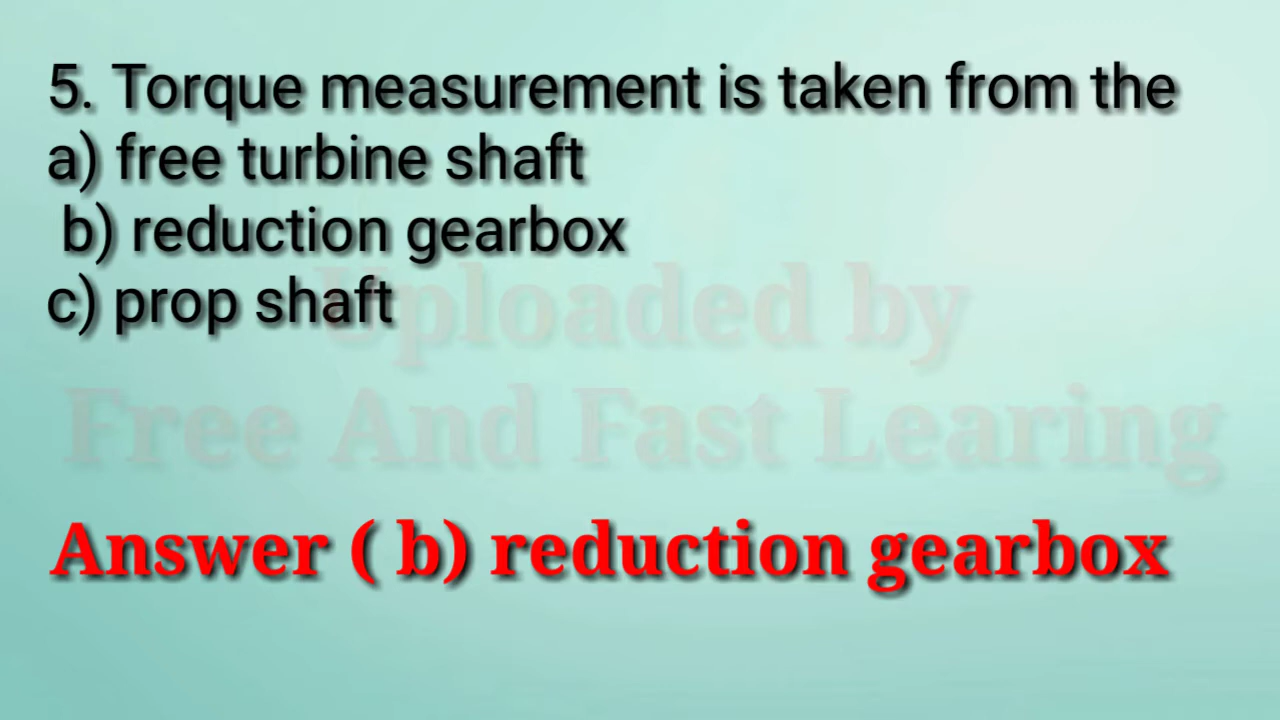 5. Torque measurement is taken from the
a) free turbine shaft
b) reduction gearbox
c) prop shaft
Uploaded by
Free And Fast Learing
Answer ( b) reduction gearbox